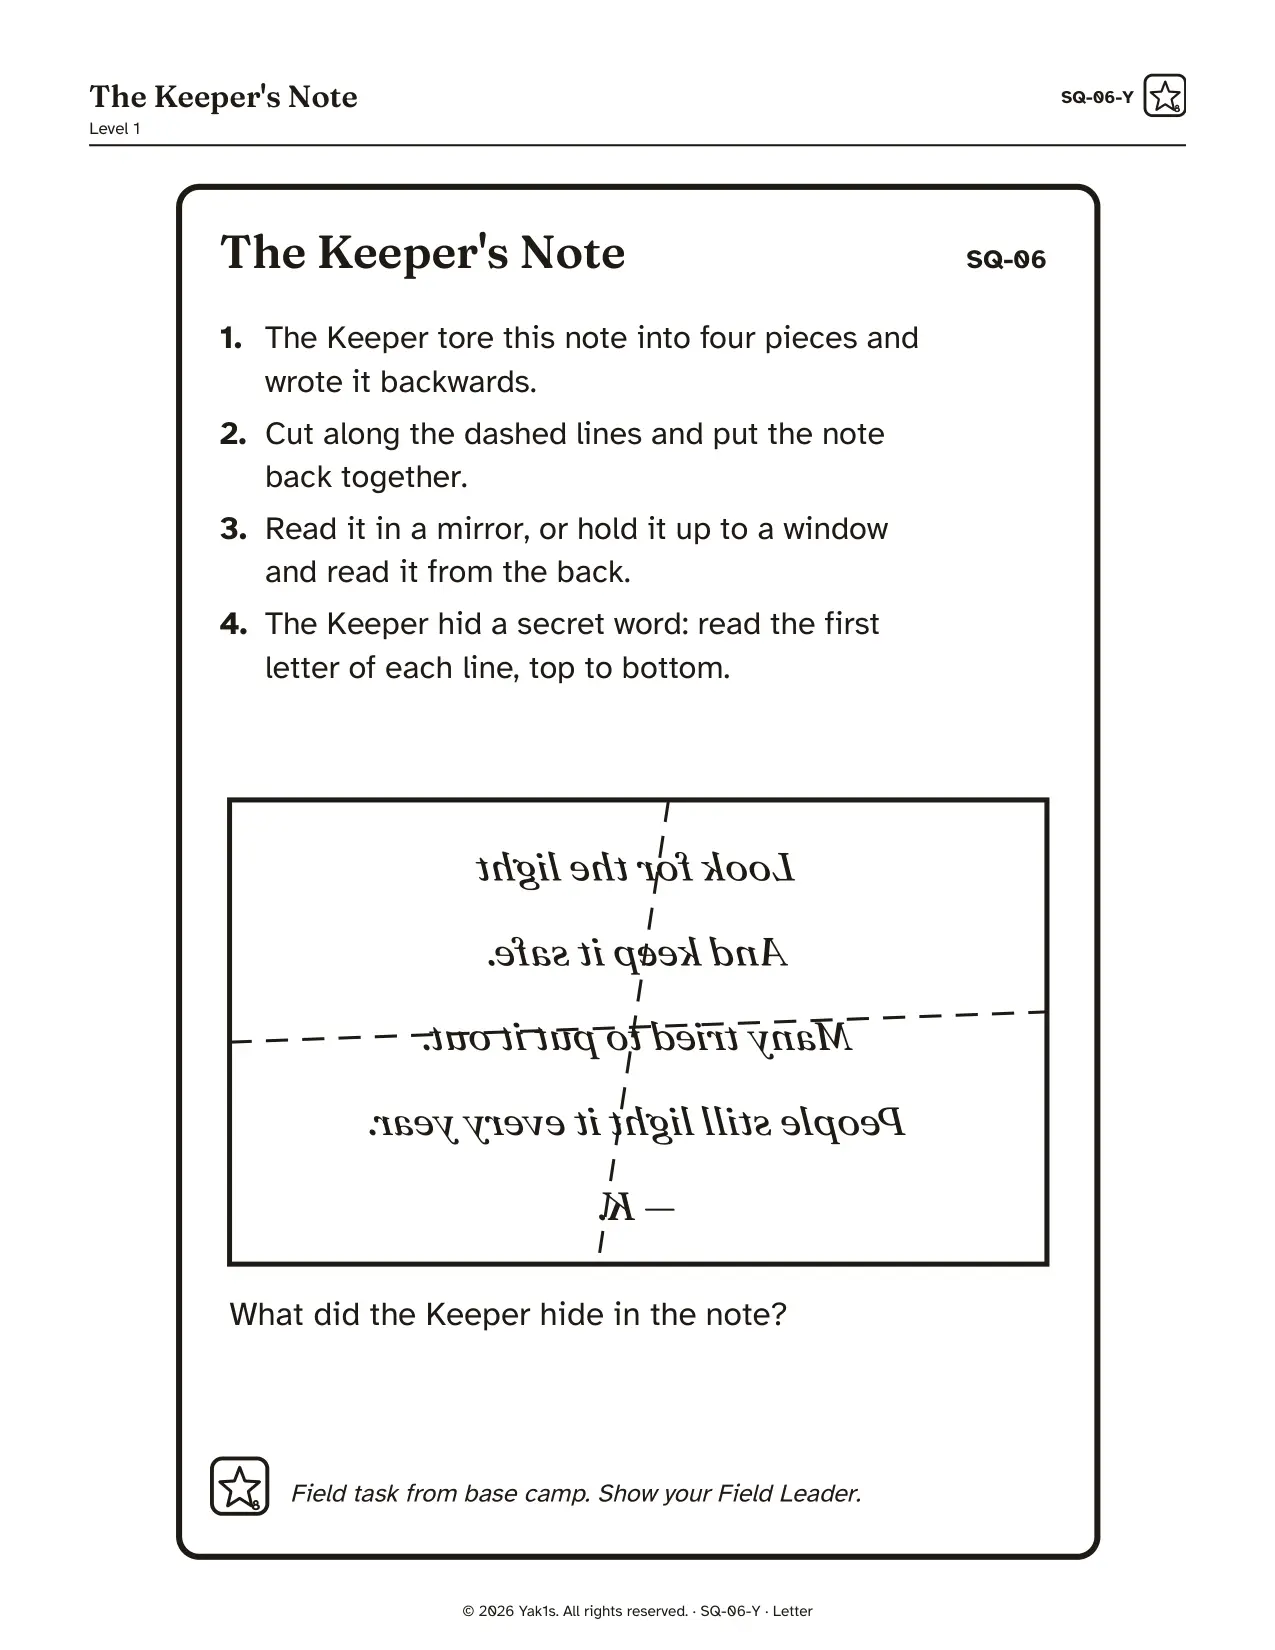 The Keeper's Note
Level 1
SQ-06-Y
8
The Keeper's Note
SQ-06
1. The Keeper tore this note into four pieces and
wrote it backwards.
2. Cut along the dashed lines and put the note
back together.
3. Read it in a mirror, or hold it up to a window
and read it from the back.
4. The Keeper hid a secret word: read the first
letter of each line, top to bottom.
Look for the light
And keep it safe.
Many tried to put it out.
People still light it every year.
— K.
What did the Keeper hide in the note?
8
Field task from base camp. Show your Field Leader.
© 2026 Yak1s. All rights reserved. · SQ-06-Y · Letter